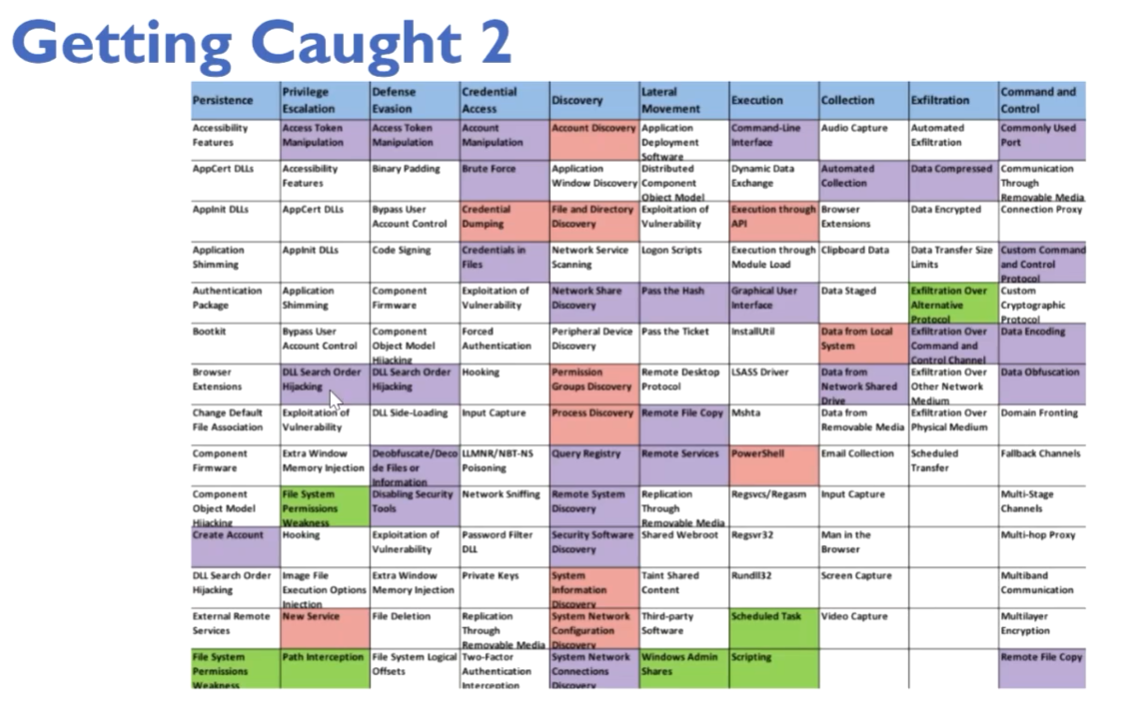 Getting Caught 2
Persistence
Privilege
Escalation
Defense
Evasion
Credential
Access
Discovery
Lateral
Movement
Execution
Collection
Exfiltration
Command and
Control
Accessibility
Features
Access Token
Manipulation
Access Token
Manipulation
Account
Manipulation
Account Discovery
Application
Deployment
Software
Command-Line
Interface
Audio Capture
Automated
Exfiltration
Commonly Used
Port
AppCert DLLs
Accessibility
Features
Binary Padding
Brute Force
Application
Window Discovery
Distributed
Component
Object Model
Dynamic Data
Exchange
Automated
Collection
Data Compressed
Communication
Through
Removable Media
AppInit DLLs
AppCert DLLs
Bypass User
Account Control
Credential
Dumping
File and Directory
Discovery
Exploitation of
Vulnerability
Execution through
API
Browser
Extensions
Data Encrypted
Connection Proxy
Application
Shimming
AppInit DLLs
Code Signing
Credentials in
Files
Network Service
Scanning
Logon Scripts
Execution through
Module Load
Clipboard Data
Data Transfer Size
Limits
Custom Command
and Control
Protocol
Authentication
Package
Application
Shimming
Component
Firmware
Exploitation of
Vulnerability
Network Share
Discovery
Pass the Hash
Graphical User
Interface
Data Staged
Exfiltration Over
Alternative
Protocol
Custom
Cryptographic
Protocol
Bootkit
Bypass User
Account Control
Component
Object Model
Hijacking
Forced
Authentication
Peripheral Device
Discovery
Pass the Ticket
InstallUtil
Data from Local
System
Exfiltration Over
Command and
Control Channel
Data Encoding
Browser
Extensions
DLL Search Order
Hijacking
DLL Search Order
Hijacking
Hooking
Permission
Groups Discovery
Remote Desktop
Protocol
LSASS Driver
Data from
Network Shared
Drive
Exfiltration Over
Other Network
Medium
Data Obfuscation
Change Default
File Association
Exploitation of
Vulnerability
DLL Side-Loading
Input Capture
Process Discovery
Remote File Copy
Mshta
Data from
Removable Media
Exfiltration Over
Physical Medium
Domain Fronting
Component
Firmware
Extra Window
Memory Injection
Deobfuscate/Deco
de Files or
Information
LLMNR/NBT-NS
Poisoning
Query Registry
Remote Services
PowerShell
Email Collection
Scheduled
Transfer
Fallback Channels
Component
Object Model
Hijacking
File System
Permissions
Weakness
Disabling Security
Tools
Network Sniffing
Remote System
Discovery
Replication
Through
Removable Media
Regsvcs/Regasm
Input Capture
Multi-Stage
Channels
Create Account
Hooking
Exploitation of
Vulnerability
Password Filter
DLL
Security Software
Discovery
Shared Webroot
Regsvr32
Man in the
Browser
Multi-hop Proxy
DLL Search Order
Hijacking
Image File
Execution Options
Injection
Extra Window
Memory Injection
Private Keys
System
Information
Discovery
Taint Shared
Content
Rundll32
Screen Capture
Multiband
Communication
External Remote
Services
New Service
File Deletion
Replication
Through
Removable Media
System Network
Configuration
Discovery
Third-party
Software
Scheduled Task
Video Capture
Multilayer
Encryption
File System
Permissions
Weakness
Path Interception
File System Logical
Offsets
Two-Factor
Authentication
Interception
System Network
Connections
Discovery
Windows Admin
Shares
Scripting
Remote File Copy